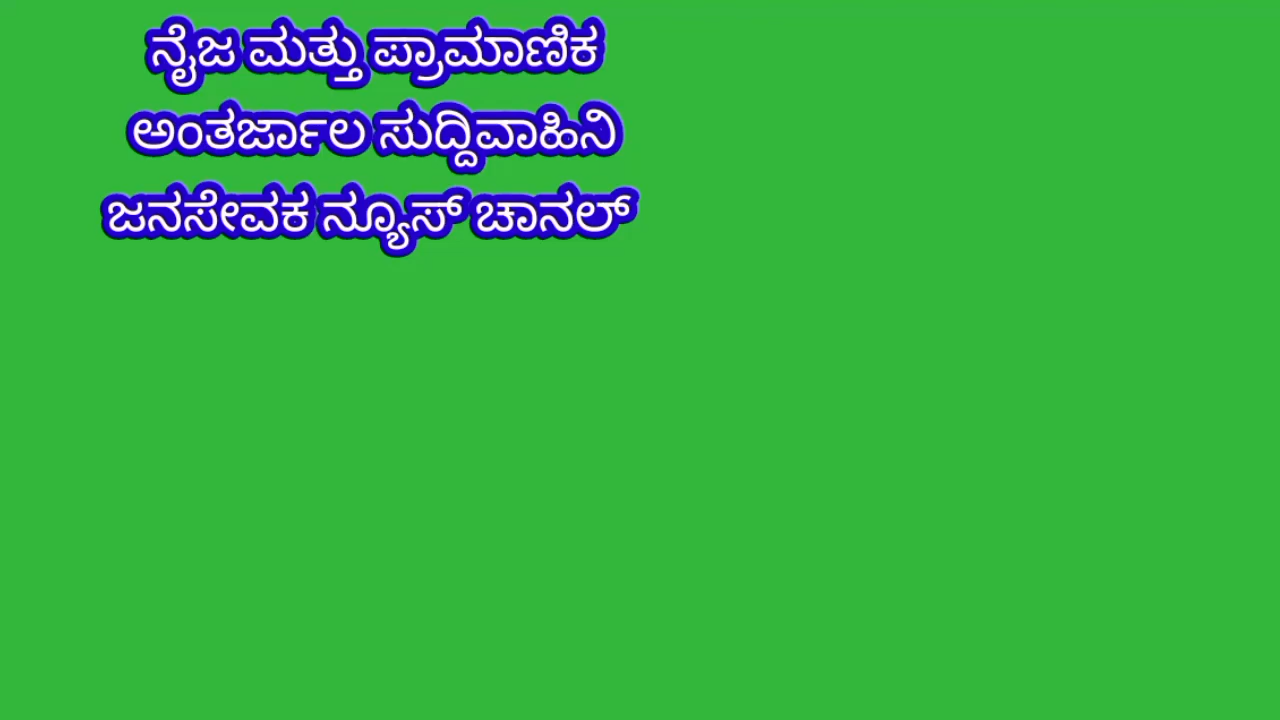 ನೈಜ ಮತ್ತು ಪ್ರಾಮಾಣಿಕ
ಅಂತರ್ಜಾಲ ಸುದ್ದಿವಾಹಿನಿ
ಜನಸೇವಕ ನ್ಯೂಸ್ ಚಾನಲ್